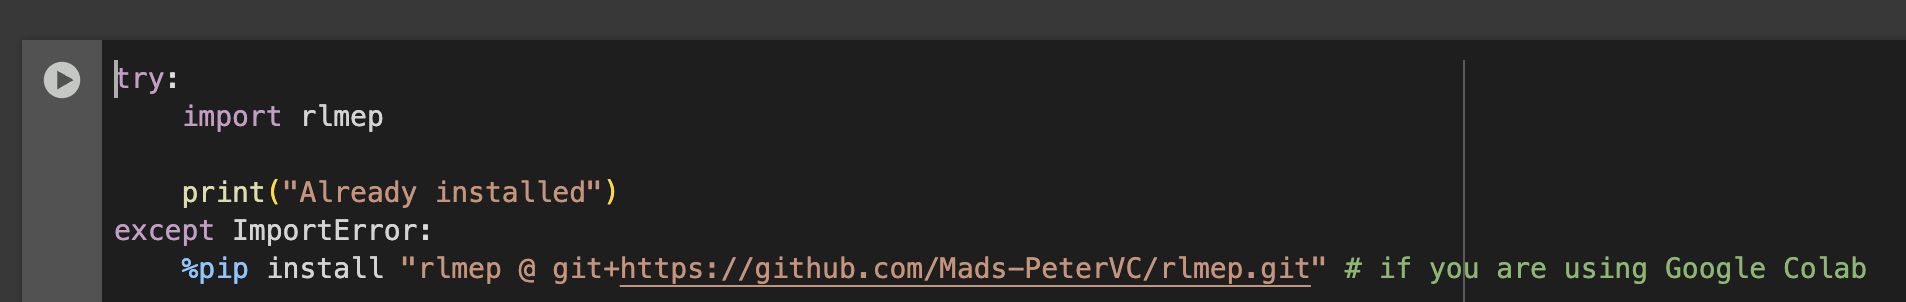 try:
    import rlmep

    print("Already installed")
except ImportError:
    %pip install "rlmep @ git+https://github.com/Mads-PeterVC/rlmep.git" # if you are using Google Colab